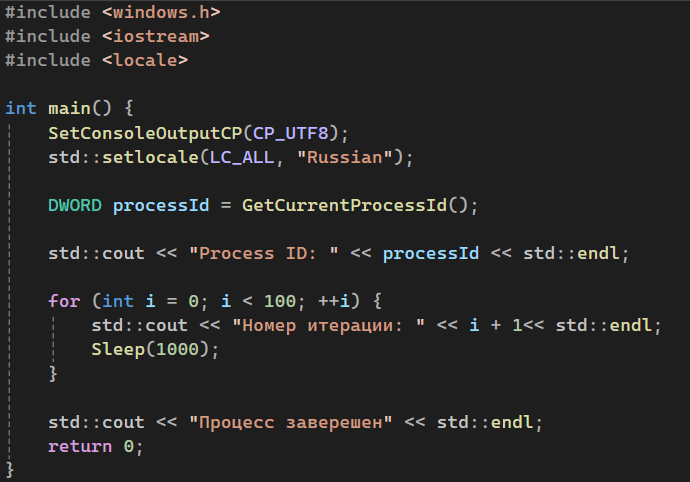 #include <windows.h>
#include <iostream>
#include <locale>
int main() {
SetConsoleOutputCP(CP_UTF8);
std::setlocale(LC_ALL, "Russian");
DWORD processId = GetCurrentProcessId();
std::cout << "Process ID: " << processId << std::endl;
for (int i = 0; i < 100; ++i) {
std::cout << "Номер итерации: " << i + 1<< std::endl;
Sleep(1000);
}
std::cout << "Процесс заверешен" << std::endl;
return 0;
}